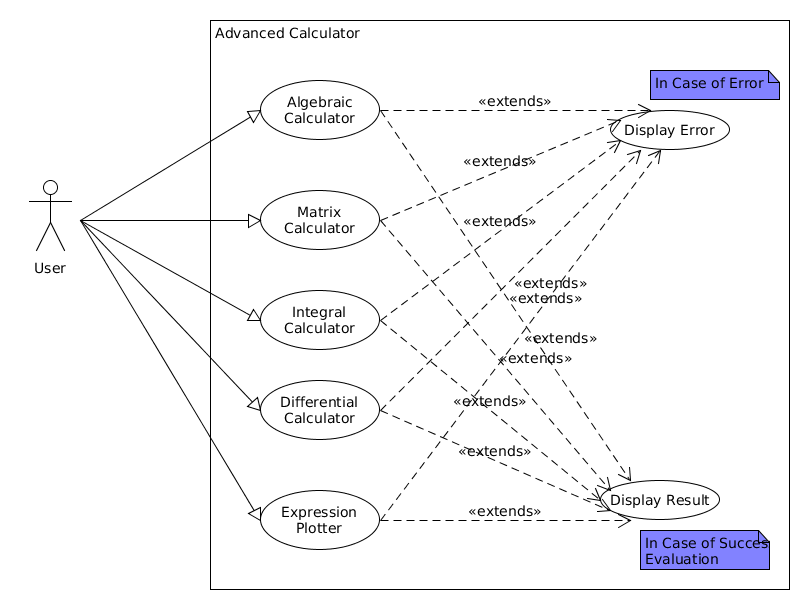 Advanced Calculator
In Case of Error
Algebraic
Calculator
«extends»
Display Error
«extends»
User
Matrix
Calculator
«extends»
«extends»
«extends»
Integral
Calculator
«extends»
«extends»
Differential
Calculator
«extends»
«extends»
Display Result
Expression
Plotter
«extends»
In Case of Succes
Evaluation